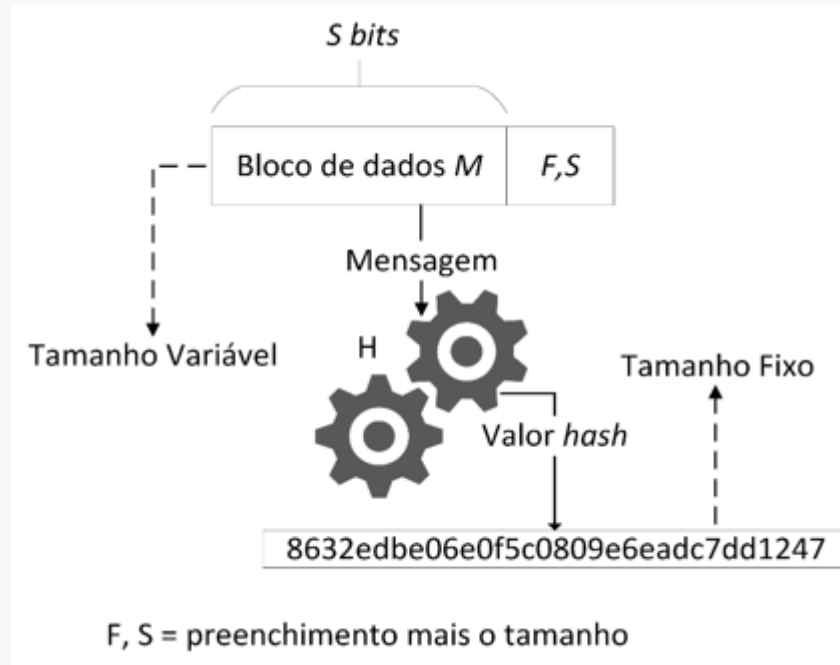 S bits
Bloco de dados M
F,S
Mensagem
Tamanho Variável
H
Tamanho Fixo
Valor hash
8632edbe06e0f5c0809e6eadc7dd1247
F, S = preenchimento mais o tamanho